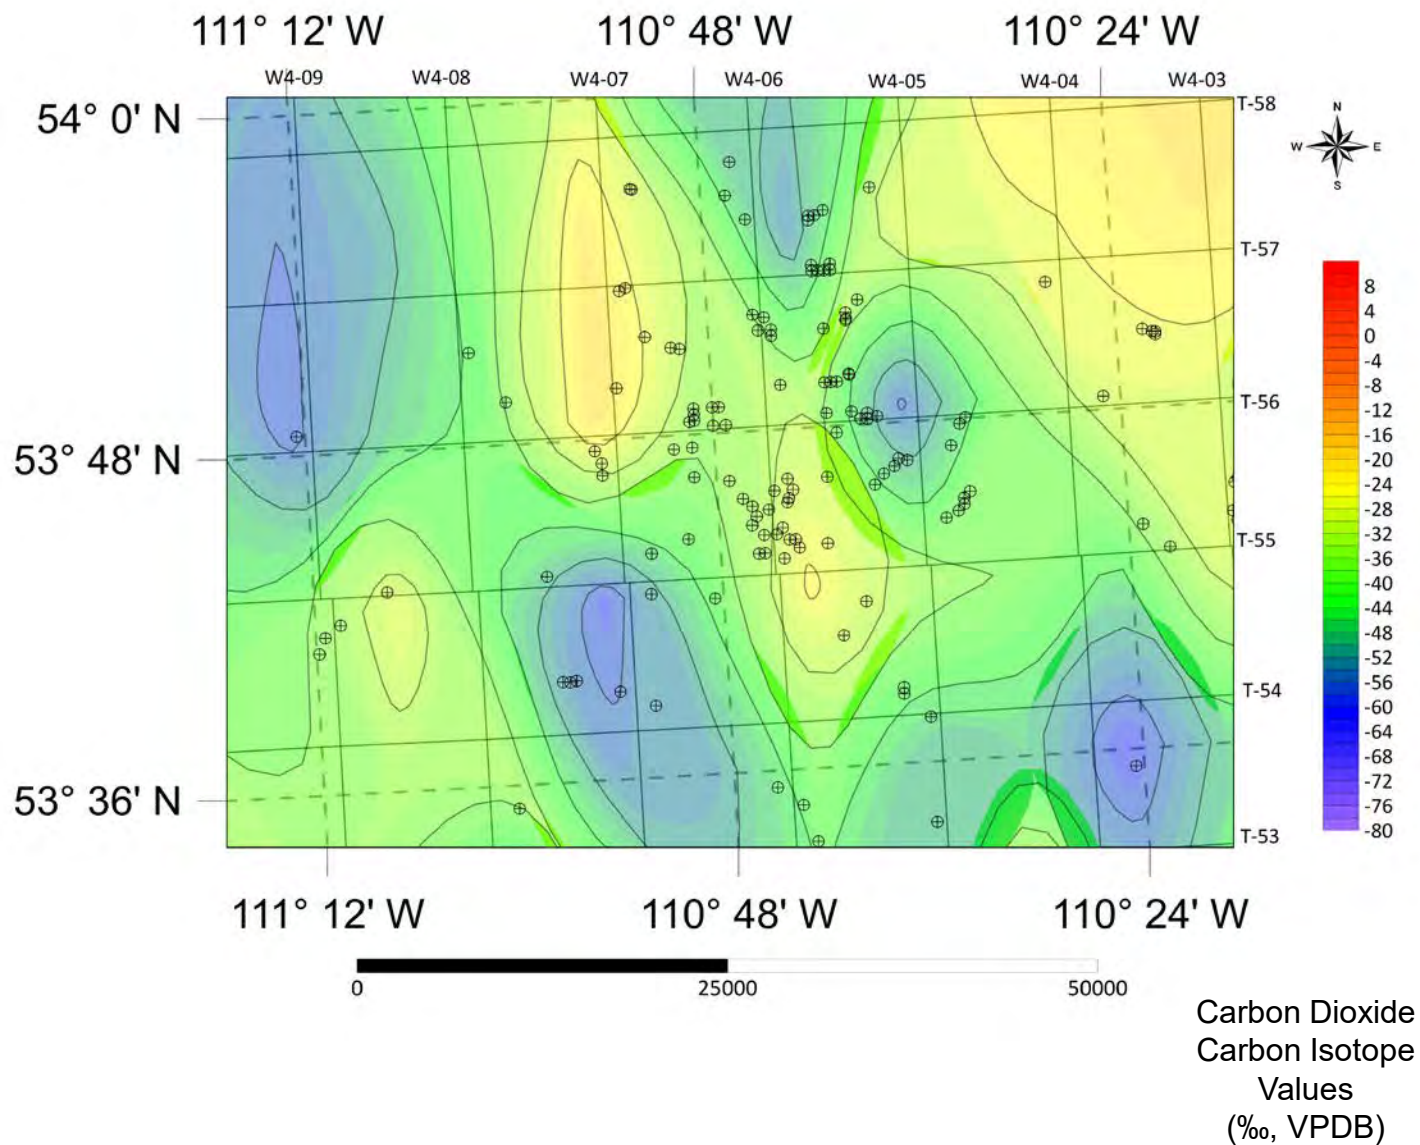 111° 12' W 110° 48' W 110° 24' W
W4-09 W4-08 W4-07 W4-06 W4-05 W4-04 W4-03
54° 0' N
53° 48' N
53° 36' N
T-58
T-57
T-56
T-55
T-54
T-53
N
W E
S
8
4
0
-4
-8
-12
-16
-20
-24
-28
-32
-36
-40
-44
-48
-52
-56
-60
-64
-68
-72
-76
-80
111° 12' W 110° 48' W 110° 24' W
0 25000 50000
Carbon Dioxide
Carbon Isotope
Values
(‰, VPDB)